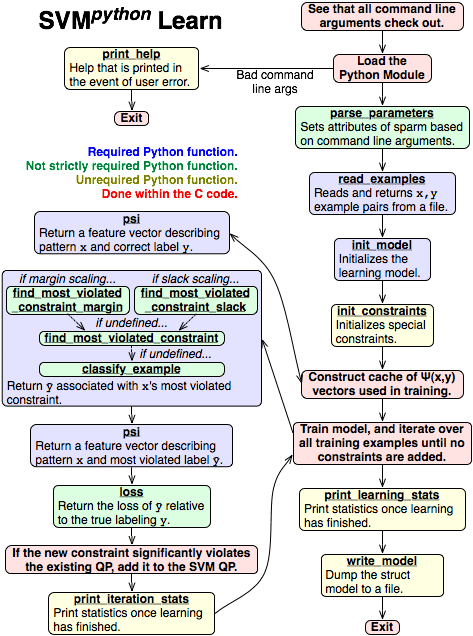 SVMpython Learn
See that all command line
arguments check out.
Load the
Python Module
Bad command
line args
print_help
Help that is printed in
the event of user error.
Exit
parse_parameters
Sets attributes of sparm based
on command line arguments.
Required Python function.
Not strictly required Python function.
Unrequired Python function.
Done within the C code.
read_examples
Reads and returns x,y
example pairs from a file.
init_model
Initializes the
learning model.
init_constraints
Initializes special
constraints.
Construct cache of Ψ(x,y)
vectors used in training.
Train model, and iterate over
all training examples until no
constraints are added.
print_learning_stats
Print statistics once learning
has finished.
write_model
Dump the struct
model to a file.
Exit
psi
Return a feature vector describing
pattern x and correct label y.
if margin scaling...
if slack scaling...
find_most_violated
_constraint_margin
find_most_violated
_constraint_slack
if undefined...
find_most_violated_constraint
if undefined...
classify_example
Return ȳ associated with x's most violated
constraint.
psi
Return a feature vector describing
pattern x and most violated label ȳ.
loss
Return the loss of ȳ relative
to the true labeling y.
If the new constraint significantly violates
the existing QP, add it to the SVM QP.
print_iteration_stats
Print statistics once learning
has finished.